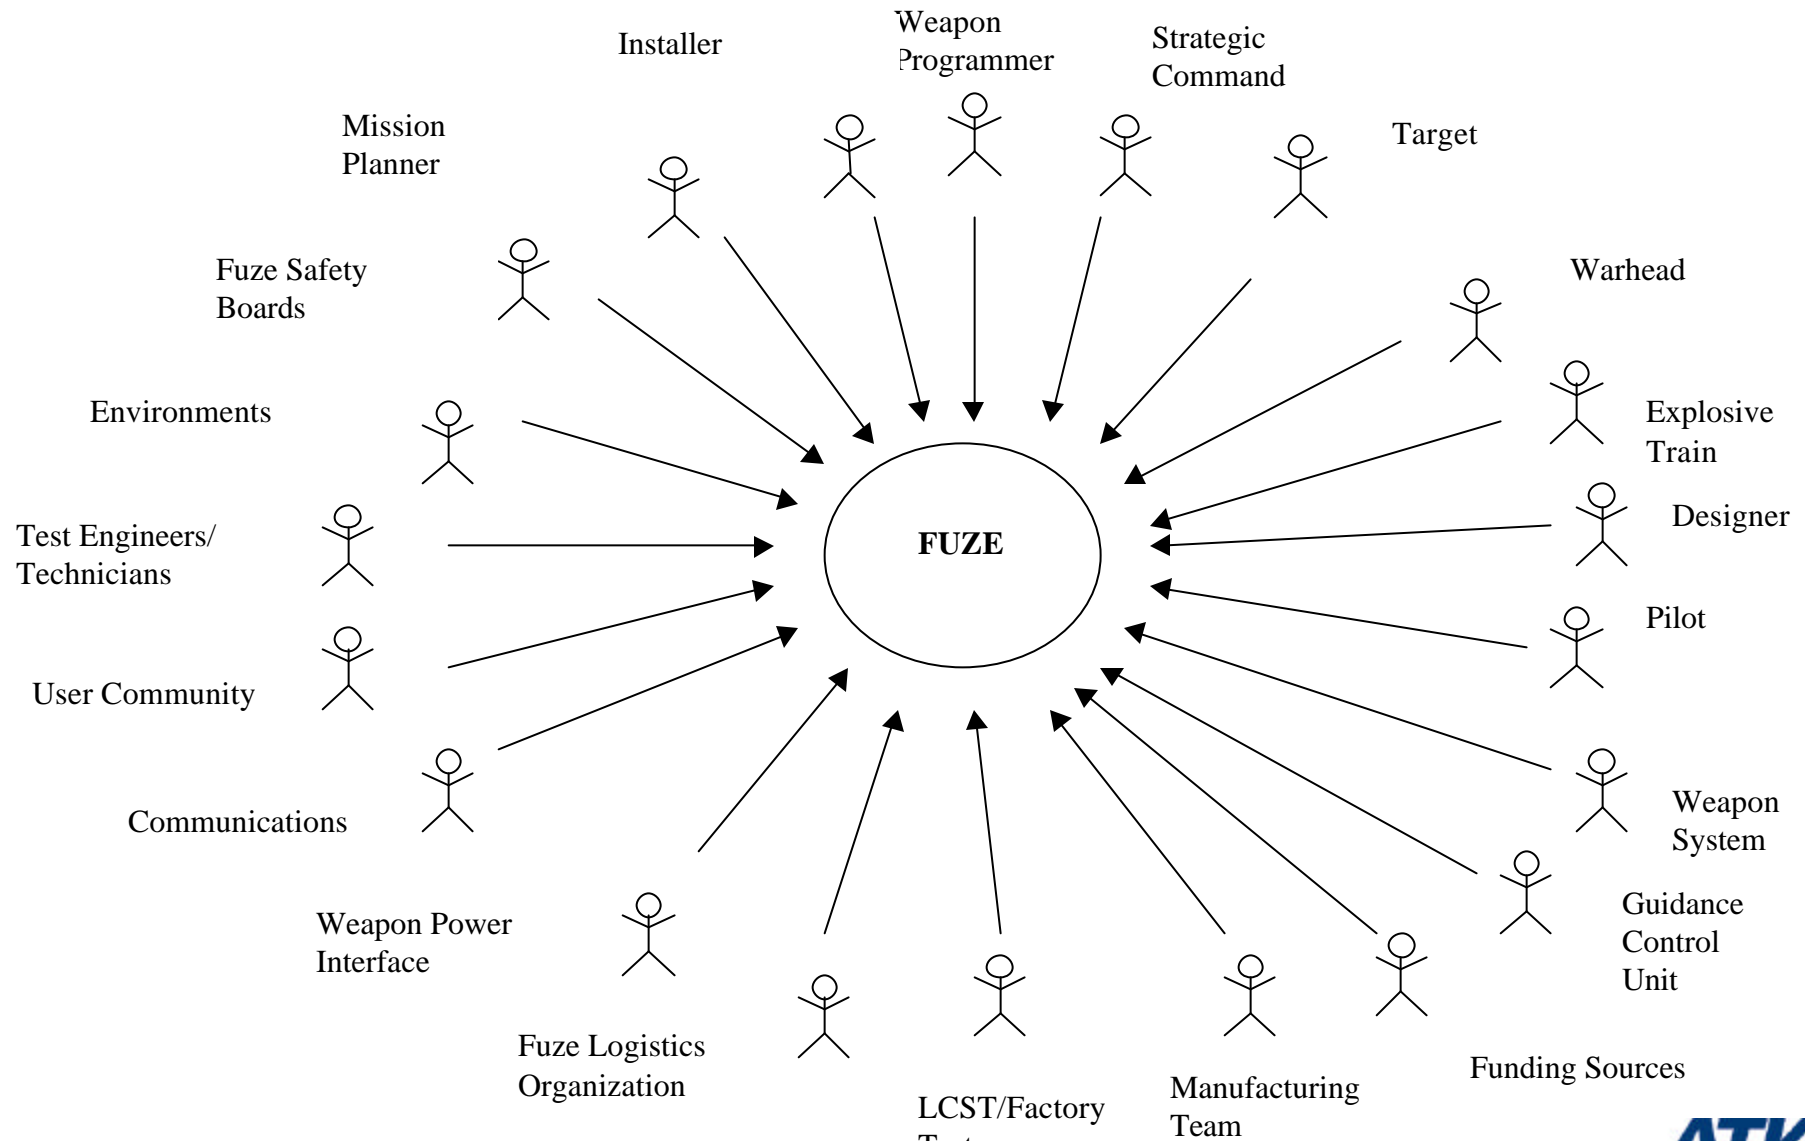 Weapon
Programmer
Installer
Strategic
Command
Mission
Planner
Target
Fuze Safety
Boards
Warhead
Environments
Explosive
Train
FUZE
Designer
Test Engineers/
Technicians
Pilot
User Community
Communications
Weapon
System
Weapon Power
Interface
Guidance
Control
Unit
Fuze Logistics
Organization
Funding Sources
LCST/Factory
Manufacturing
Team
ATK